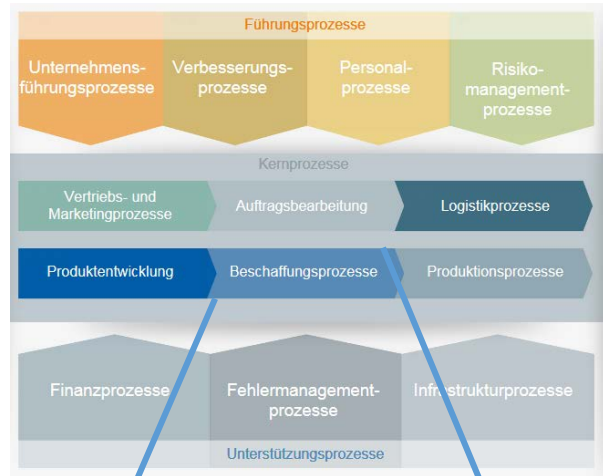 Führungsprozesse
Unternehmens-
führungsprozesse
Verbesserungs-
prozesse
Personal-
prozesse
Risiko-
management-
prozesse
Kernprozesse
Vertriebs- und
Marketingprozesse
Auftragsbearbeitung
Logistikprozesse
Produktentwicklung
Beschaffungsprozesse
Produktionsprozesse
Finanzprozesse
Fehlermanagement-
prozesse
Infrastrukturprozesse
Unterstützungsprozesse